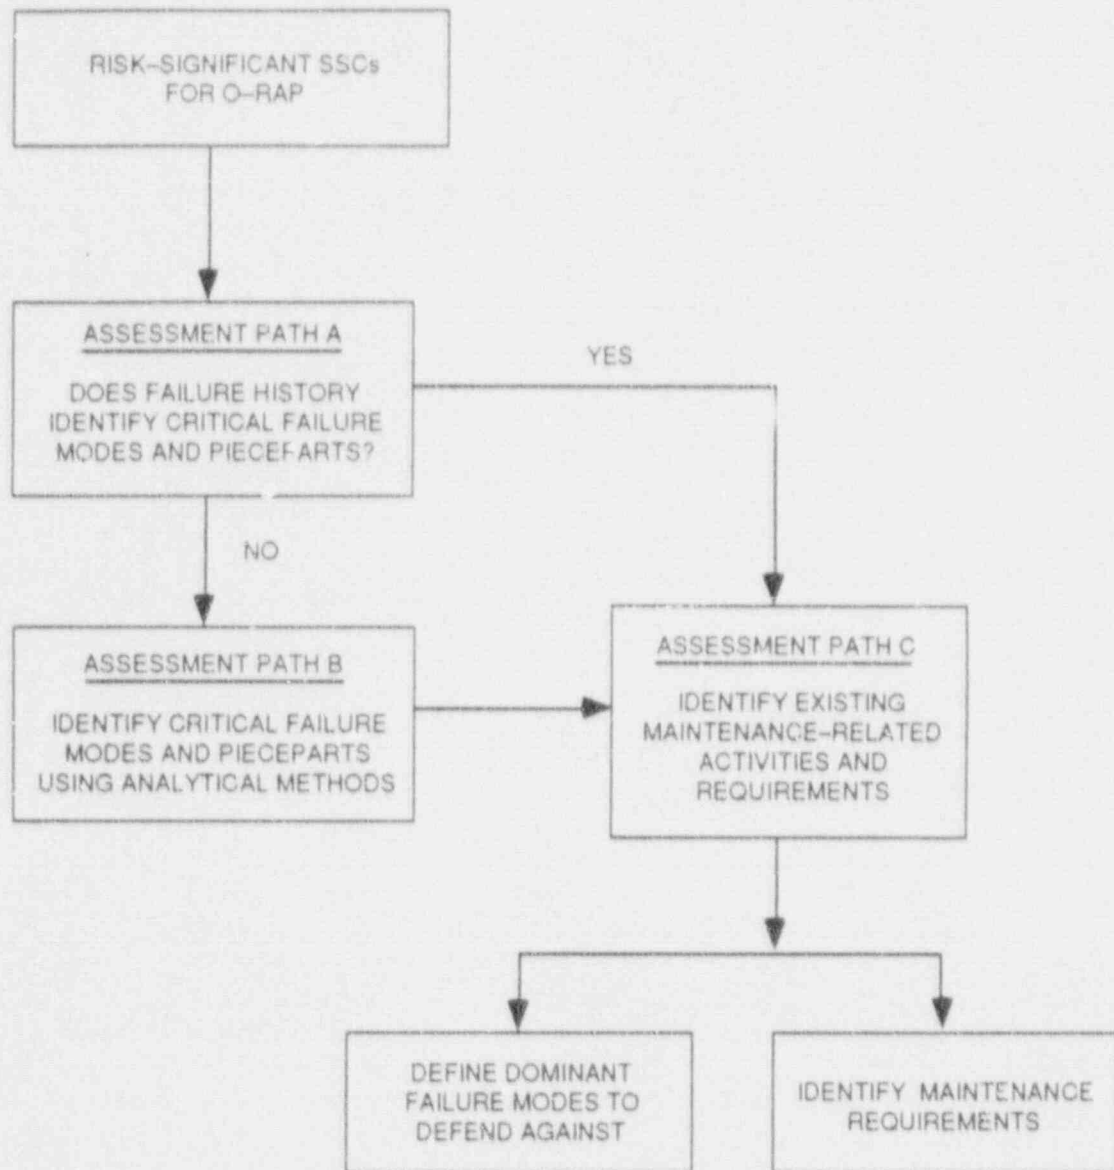 RISK-SIGNIFICANT SSCs
FOR O-RAP
ASSESSMENT PATH A
DOES FAILURE HISTORY
IDENTIFY CRITICAL FAILURE
MODES AND PIECEPARTS?
YES
NO
ASSESSMENT PATH B
IDENTIFY CRITICAL FAILURE
MODES AND PIECEPARTS
USING ANALYTICAL METHODS
ASSESSMENT PATH C
IDENTIFY EXISTING
MAINTENANCE-RELATED
ACTIVITIES AND
REQUIREMENTS
DEFINE DOMINANT
FAILURE MODES TO
DEFEND AGAINST
IDENTIFY MAINTENANCE
REQUIREMENTS